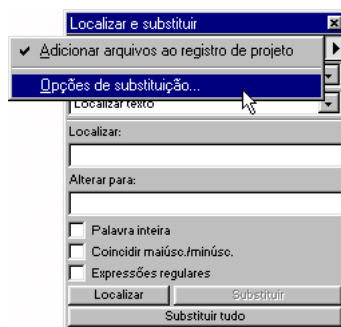 Localizar e substituir
Adicionar arquivos ao registro de projeto
Opções de substituição...
Localizar texto
Localizar:
Alterar para:
Palavra inteira
Coincidir maiúsc./minúsc.
Expressões regulares
Localizar Substituir
Substituir tudo